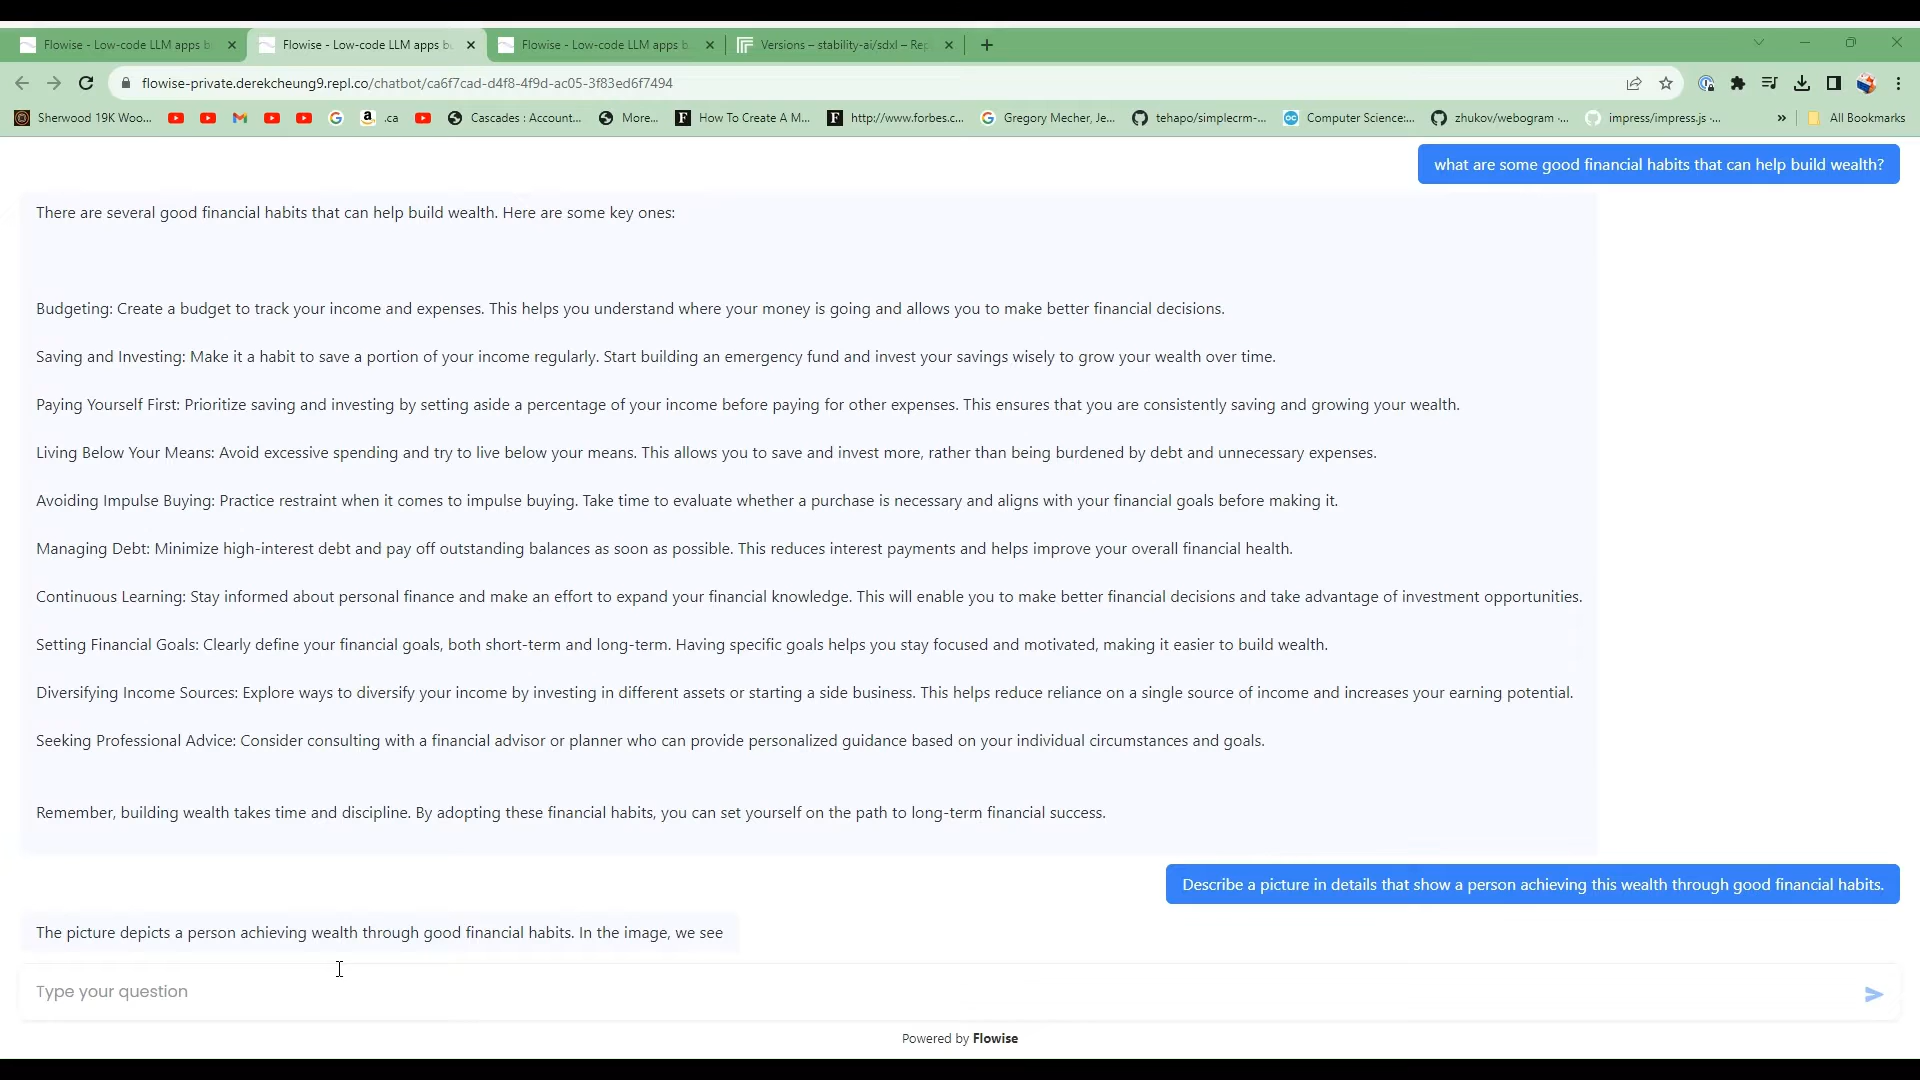 Flowise - Low-code LLM apps b
Flowise - Low-code LLM apps bu
Flowise - Low-code LLM apps b
Versions – stability-ai/sdxl – Rep
flowise-private.derekcheung9.repl.co/chatbot/ca6f7cad-d4f8-4f9d-ac05-3f83ed6f7494
Sherwood 19K Woo...
.ca
Cascades : Account...
More...
How To Create A M...
http://www.forbes.c...
Gregory Mecher, Je...
tehapo/simplecrm-...
Computer Science:...
zhukov/webogram -...
impress/impress.js -...
»
All Bookmarks
what are some good financial habits that can help build wealth?
There are several good financial habits that can help build wealth. Here are some key ones:
Budgeting: Create a budget to track your income and expenses. This helps you understand where your money is going and allows you to make better financial decisions.
Saving and Investing: Make it a habit to save a portion of your income regularly. Start building an emergency fund and invest your savings wisely to grow your wealth over time.
Paying Yourself First: Prioritize saving and investing by setting aside a percentage of your income before paying for other expenses. This ensures that you are consistently saving and growing your wealth.
Living Below Your Means: Avoid excessive spending and try to live below your means. This allows you to save and invest more, rather than being burdened by debt and unnecessary expenses.
Avoiding Impulse Buying: Practice restraint when it comes to impulse buying. Take time to evaluate whether a purchase is necessary and aligns with your financial goals before making it.
Managing Debt: Minimize high-interest debt and pay off outstanding balances as soon as possible. This reduces interest payments and helps improve your overall financial health.
Continuous Learning: Stay informed about personal finance and make an effort to expand your financial knowledge. This will enable you to make better financial decisions and take advantage of investment opportunities.
Setting Financial Goals: Clearly define your financial goals, both short-term and long-term. Having specific goals helps you stay focused and motivated, making it easier to build wealth.
Diversifying Income Sources: Explore ways to diversify your income by investing in different assets or starting a side business. This helps reduce reliance on a single source of income and increases your earning potential.
Seeking Professional Advice: Consider consulting with a financial advisor or planner who can provide personalized guidance based on your individual circumstances and goals.
Remember, building wealth takes time and discipline. By adopting these financial habits, you can set yourself on the path to long-term financial success.
Describe a picture in details that show a person achieving this wealth through good financial habits.
The picture depicts a person achieving wealth through good financial habits. In the image, we see
Type your question
Powered by Flowise